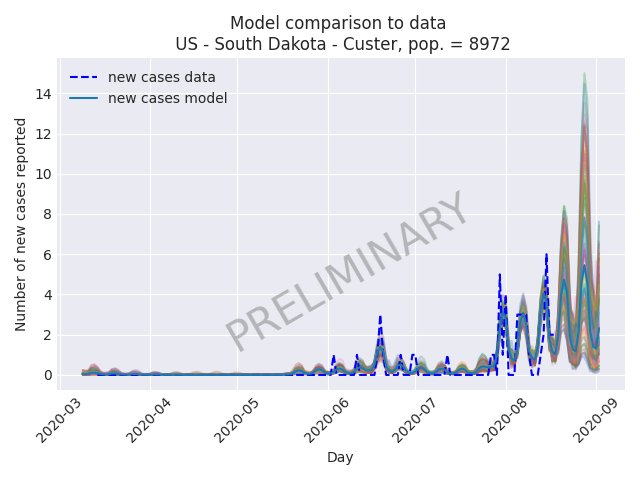 Model comparison to data
US - South Dakota - Custer, pop. = 8972
new cases data
new cases model
Number of new cases reported
14
12
10
8
6
4
2
0
PRELIMINARY
2020-03
2020-04
2020-05
2020-06
2020-07
2020-08
2020-09
Day